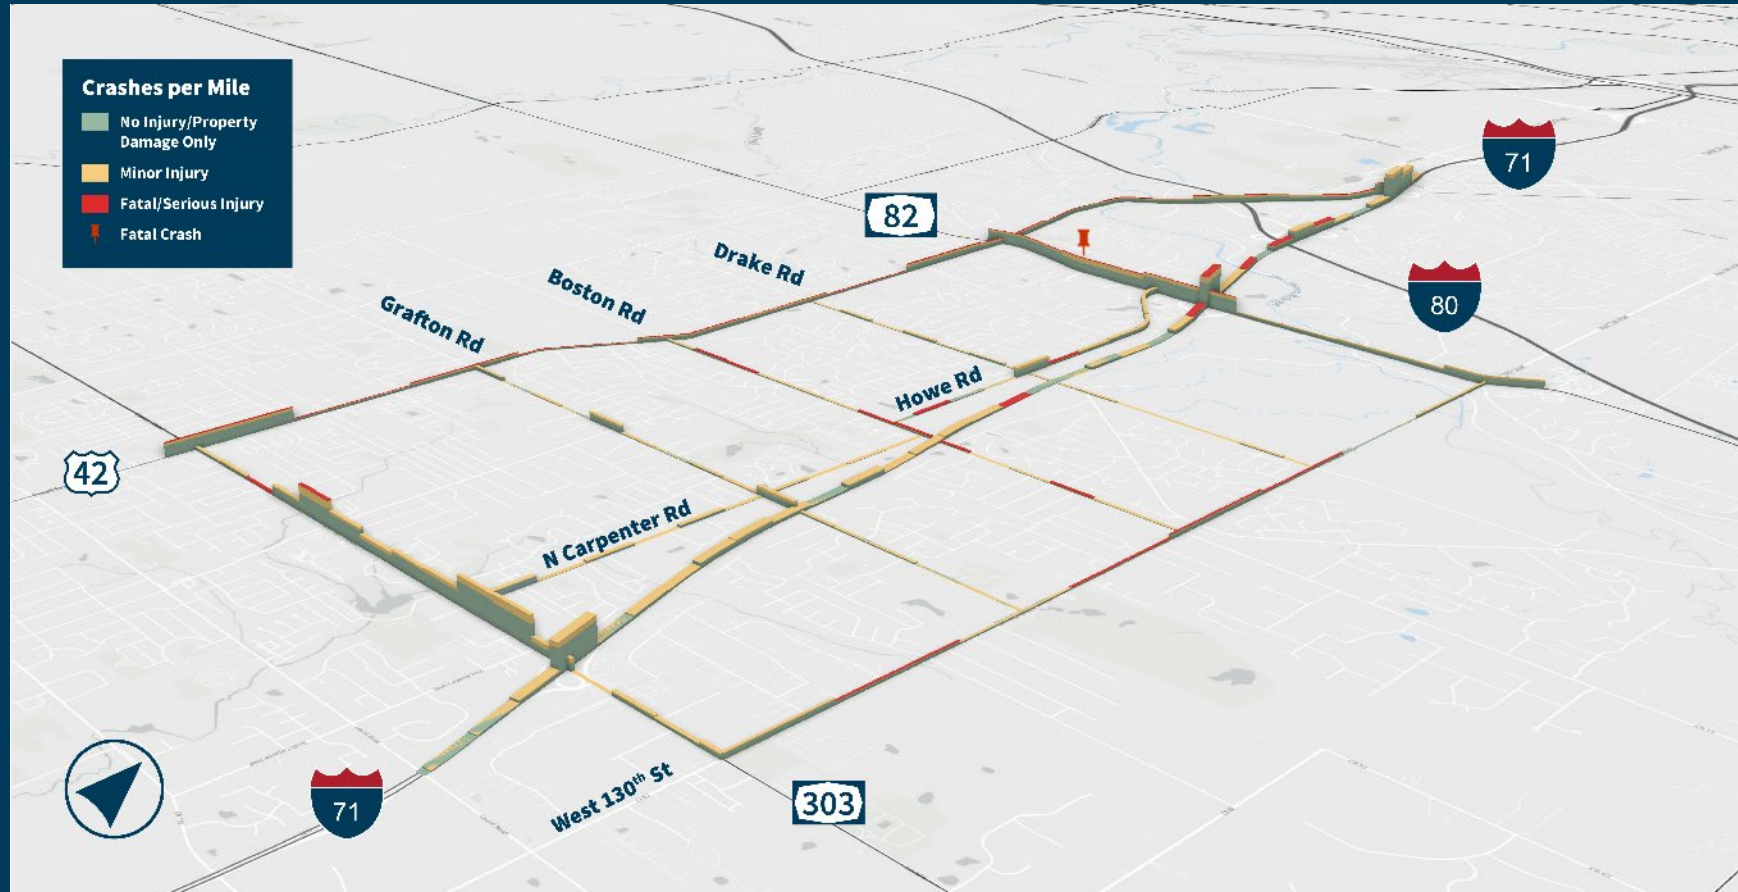 Crashes per Mile
No Injury/Property
Damage Only
Minor Injury
Fatal/Serious Injury
Fatal Crash
71
82
Drake Rd
80
Boston Rd
Grafton Rd
Howe Rd
42
N Carpenter Rd
71
West 130th St
303